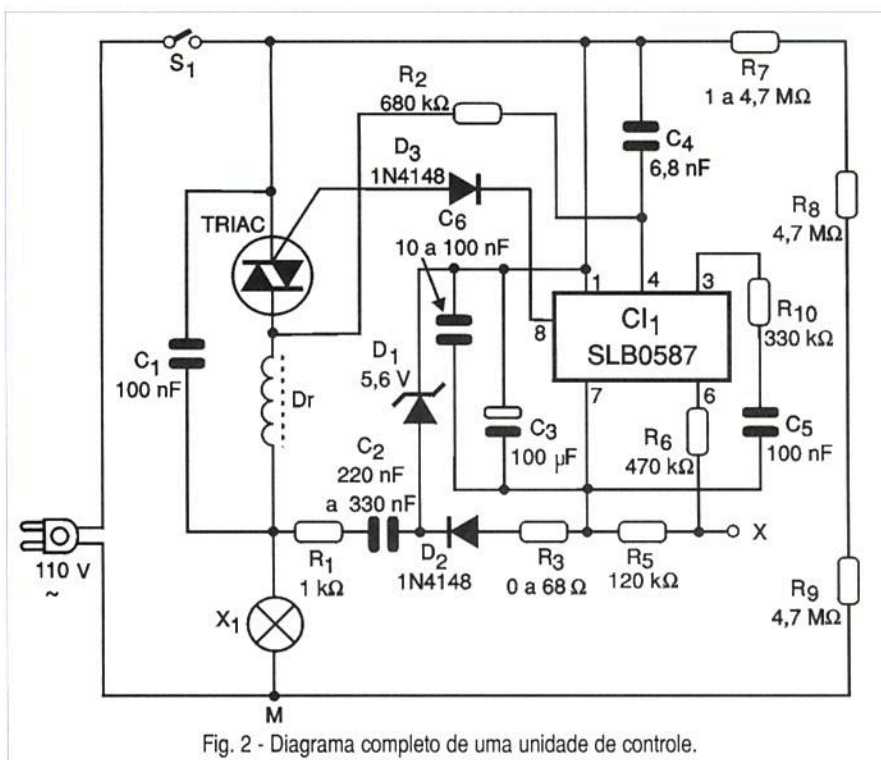 S1
R2
680 kΩ
R7
1 a 4,7 MΩ
D3
1N4148
C4
6,8 nF
TRIAC
C6
10 a 100 nF
R8
4,7 MΩ
1
4
3
8
CI1
SLB0587
R10
330 kΩ
C1
100 nF
D1
5,6 V
7
6
Dr
C3
100 µF
R6
470 kΩ
C5
100 nF
C2
220 nF
a 330 nF
X
R1
1 kΩ
D2
1N4148
R3
0 a 68 Ω
R5
120 kΩ
R9
4,7 MΩ
110 V
~
X1
M
Fig. 2 - Diagrama completo de uma unidade de controle.